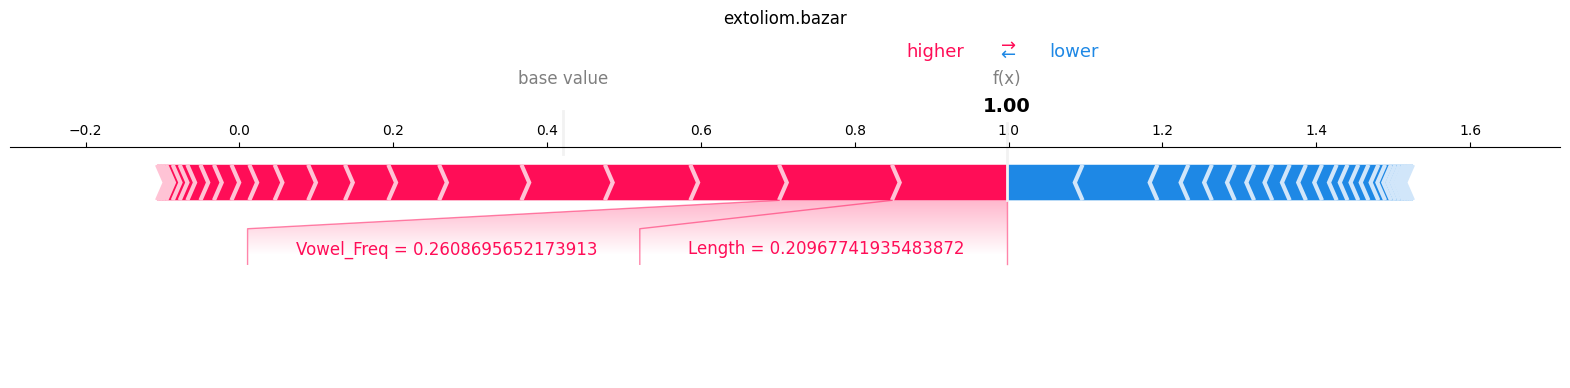 extoliom.bazar
higher ⇄ lower
base value f(x)
1.00
−0.2 0.0 0.2 0.4 0.6 0.8 1.0 1.2 1.4 1.6
Vowel_Freq = 0.2608695652173913 Length = 0.20967741935483872